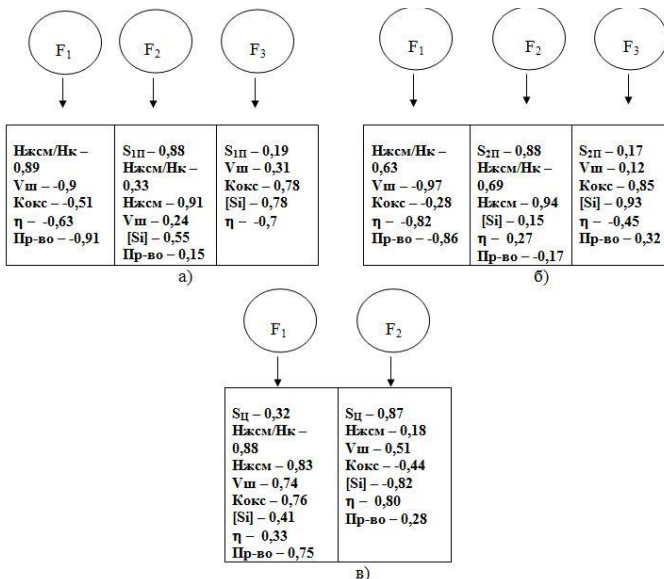 F₁
F₂
F₃
Нжсм/Нк –
0,89
Vш – -0,9
Кокс – -0,51
η – -0,63
Пр-во – -0,91
S₁П – 0,88
Нжсм/Нк –
0,33
Нжсм – 0,91
Vш – 0,24
[Si] – 0,55
Пр-во – 0,15
S₁П – 0,19
Vш – 0,31
Кокс – 0,78
[Si] – 0,78
η – -0,7
а)
F₁
F₂
F₃
Нжсм/Нк –
0,63
Vш – -0,97
Кокс – -0,28
η – -0,82
Пр-во – -0,86
S₂П – 0,88
Нжсм/Нк –
0,69
Нжсм – 0,94
[Si] – 0,15
η – 0,27
Пр-во – -0,17
S₂П – 0,17
Vш – 0,12
Кокс – 0,85
[Si] – 0,93
η – -0,45
Пр-во – 0,32
б)
F₁
F₂
SЦ – 0,32
Нжсм/Нк –
0,88
Нжсм – 0,83
Vш – 0,74
Кокс – 0,76
[Si] – 0,41
η – 0,33
Пр-во – 0,75
SЦ – 0,87
Нжсм – 0,18
Vш – 0,51
Кокс – -0,44
[Si] – -0,82
η – 0,80
Пр-во – 0,28
в)